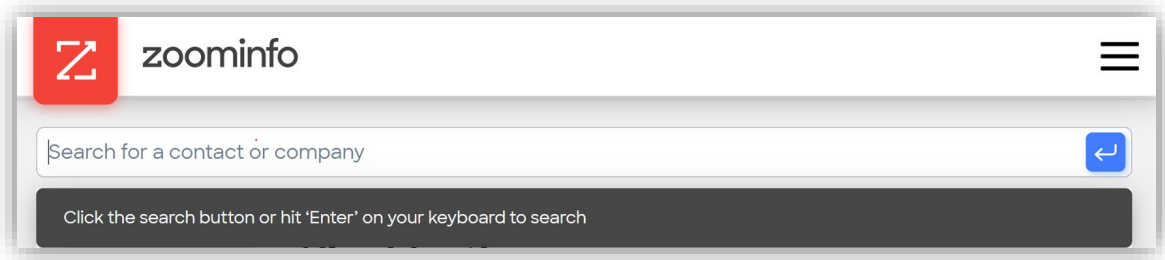 zoominfo
Search for a contact or company
Click the search button or hit ‘Enter’ on your keyboard to search